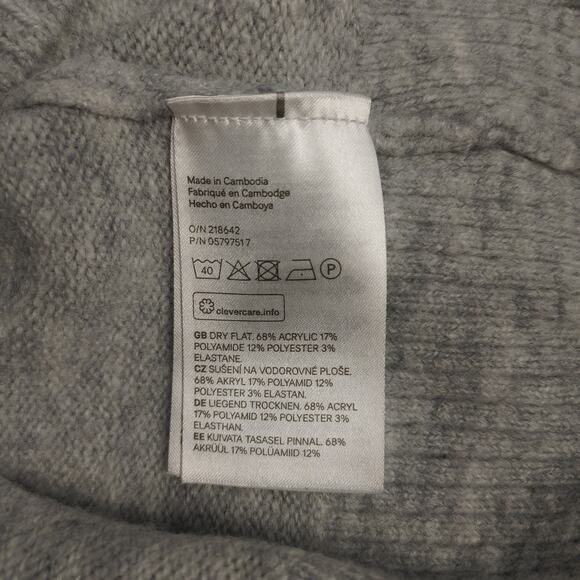 Made in Cambodia
Fabriqué en Cambodge
Hecho en Camboya
O/N 218642
P/N 05797517
40 P
clevercare.info
GB DRY FLAT. 68% ACRYLIC 17%
POLYAMIDE 12% POLYESTER 3%
ELASTANE.
CZ SUŠENÍ NA VODOROVNÉ PLOŠE.
68% AKRYL 17% POLYAMID 12%
POLYESTER 3% ELASTAN.
DE LIEGEND TROCKNEN. 68% ACRYL
17% POLYAMID 12% POLYESTER 3%
ELASTHAN.
EE KUIVATA TASASEL PINNAL. 68%
AKRÜÜL 17% POLÜAMIID 12%